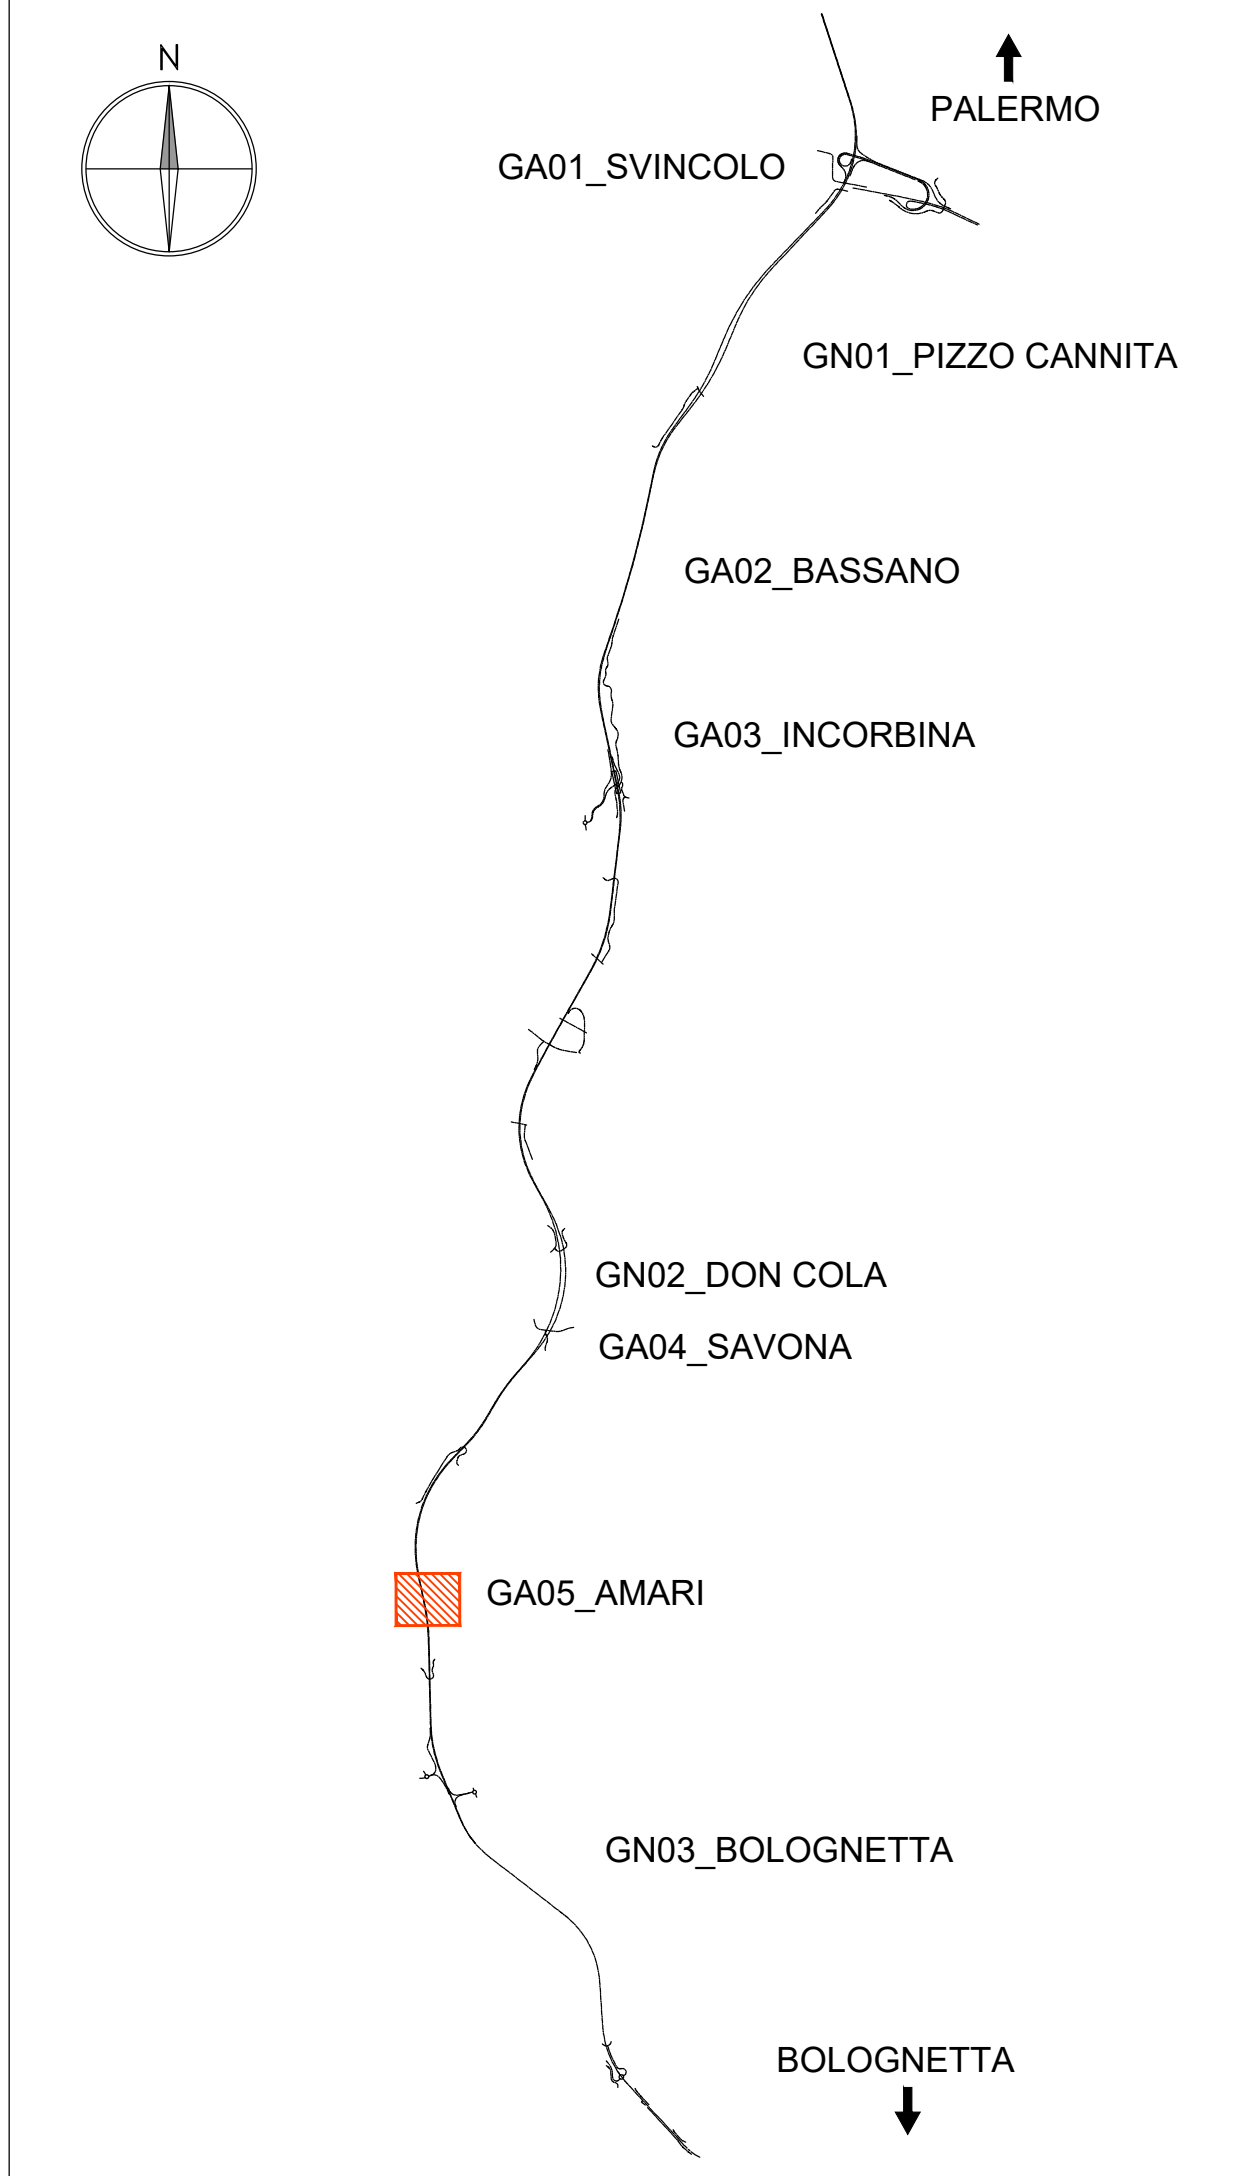 N
PALERMO
GA01_SVINCOLO
GN01_PIZZO CANNITA
GA02_BASSANO
GA03_INCORBINA
GN02_DON COLA
GA04_SAVONA
GA05_AMARI
GN03_BOLOGNETTA
BOLOGNETTA